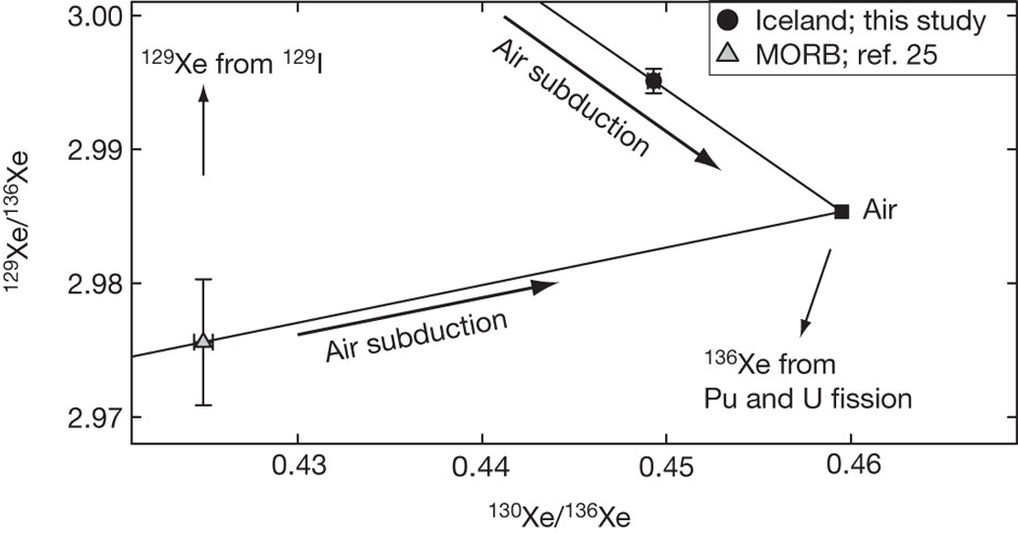 3.00
2.99
2.98
2.97
¹²⁹Xe/¹³⁶Xe
¹²⁹Xe from ¹²⁹I
Air subduction
Iceland; this study
MORB; ref. 25
Air
Air subduction
¹³⁶Xe from
Pu and U fission
0.43
0.44
0.45
0.46
¹³⁰Xe/¹³⁶Xe